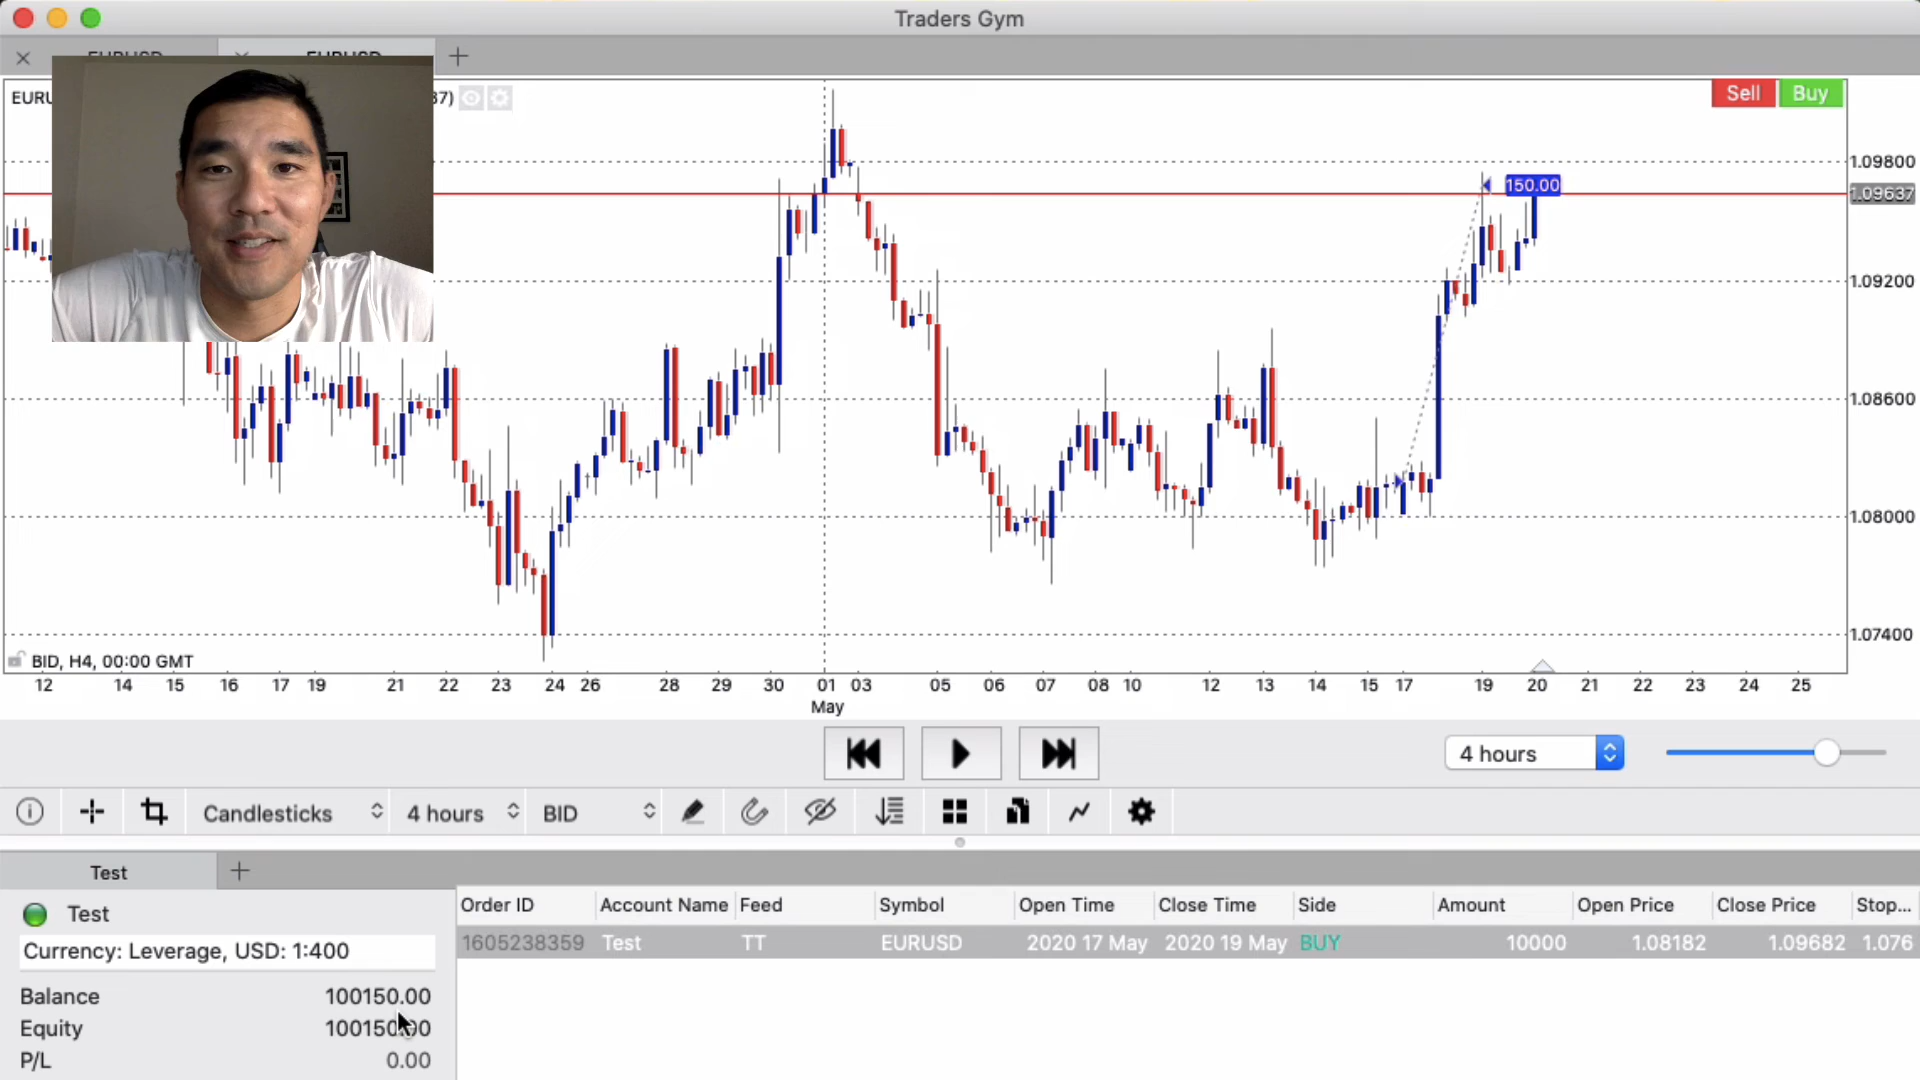 Traders Gym
EURUSD EURUSD
EURU 37) Sell Buy
1.09800
150.00
1.09637
1.09200
1.08600
1.08000
1.07400
BID, H4, 00:00 GMT
12 14 15 16 17 19 21 22 23 24 26 28 29 30 01 03 05 06 07 08 10 12 13 14 15 17 19 20 21 22 23 24 25
May
4 hours
Candlesticks 4 hours BID
Test
Order ID Account Name Feed Symbol Open Time Close Time Side Amount Open Price Close Price Stop...
Test
1605238359 Test TT EURUSD 2020 17 May 2020 19 May BUY 10000 1.08182 1.09682 1.076
Currency: Leverage, USD: 1:400
Balance 100150.00
Equity 100150.00
P/L 0.00